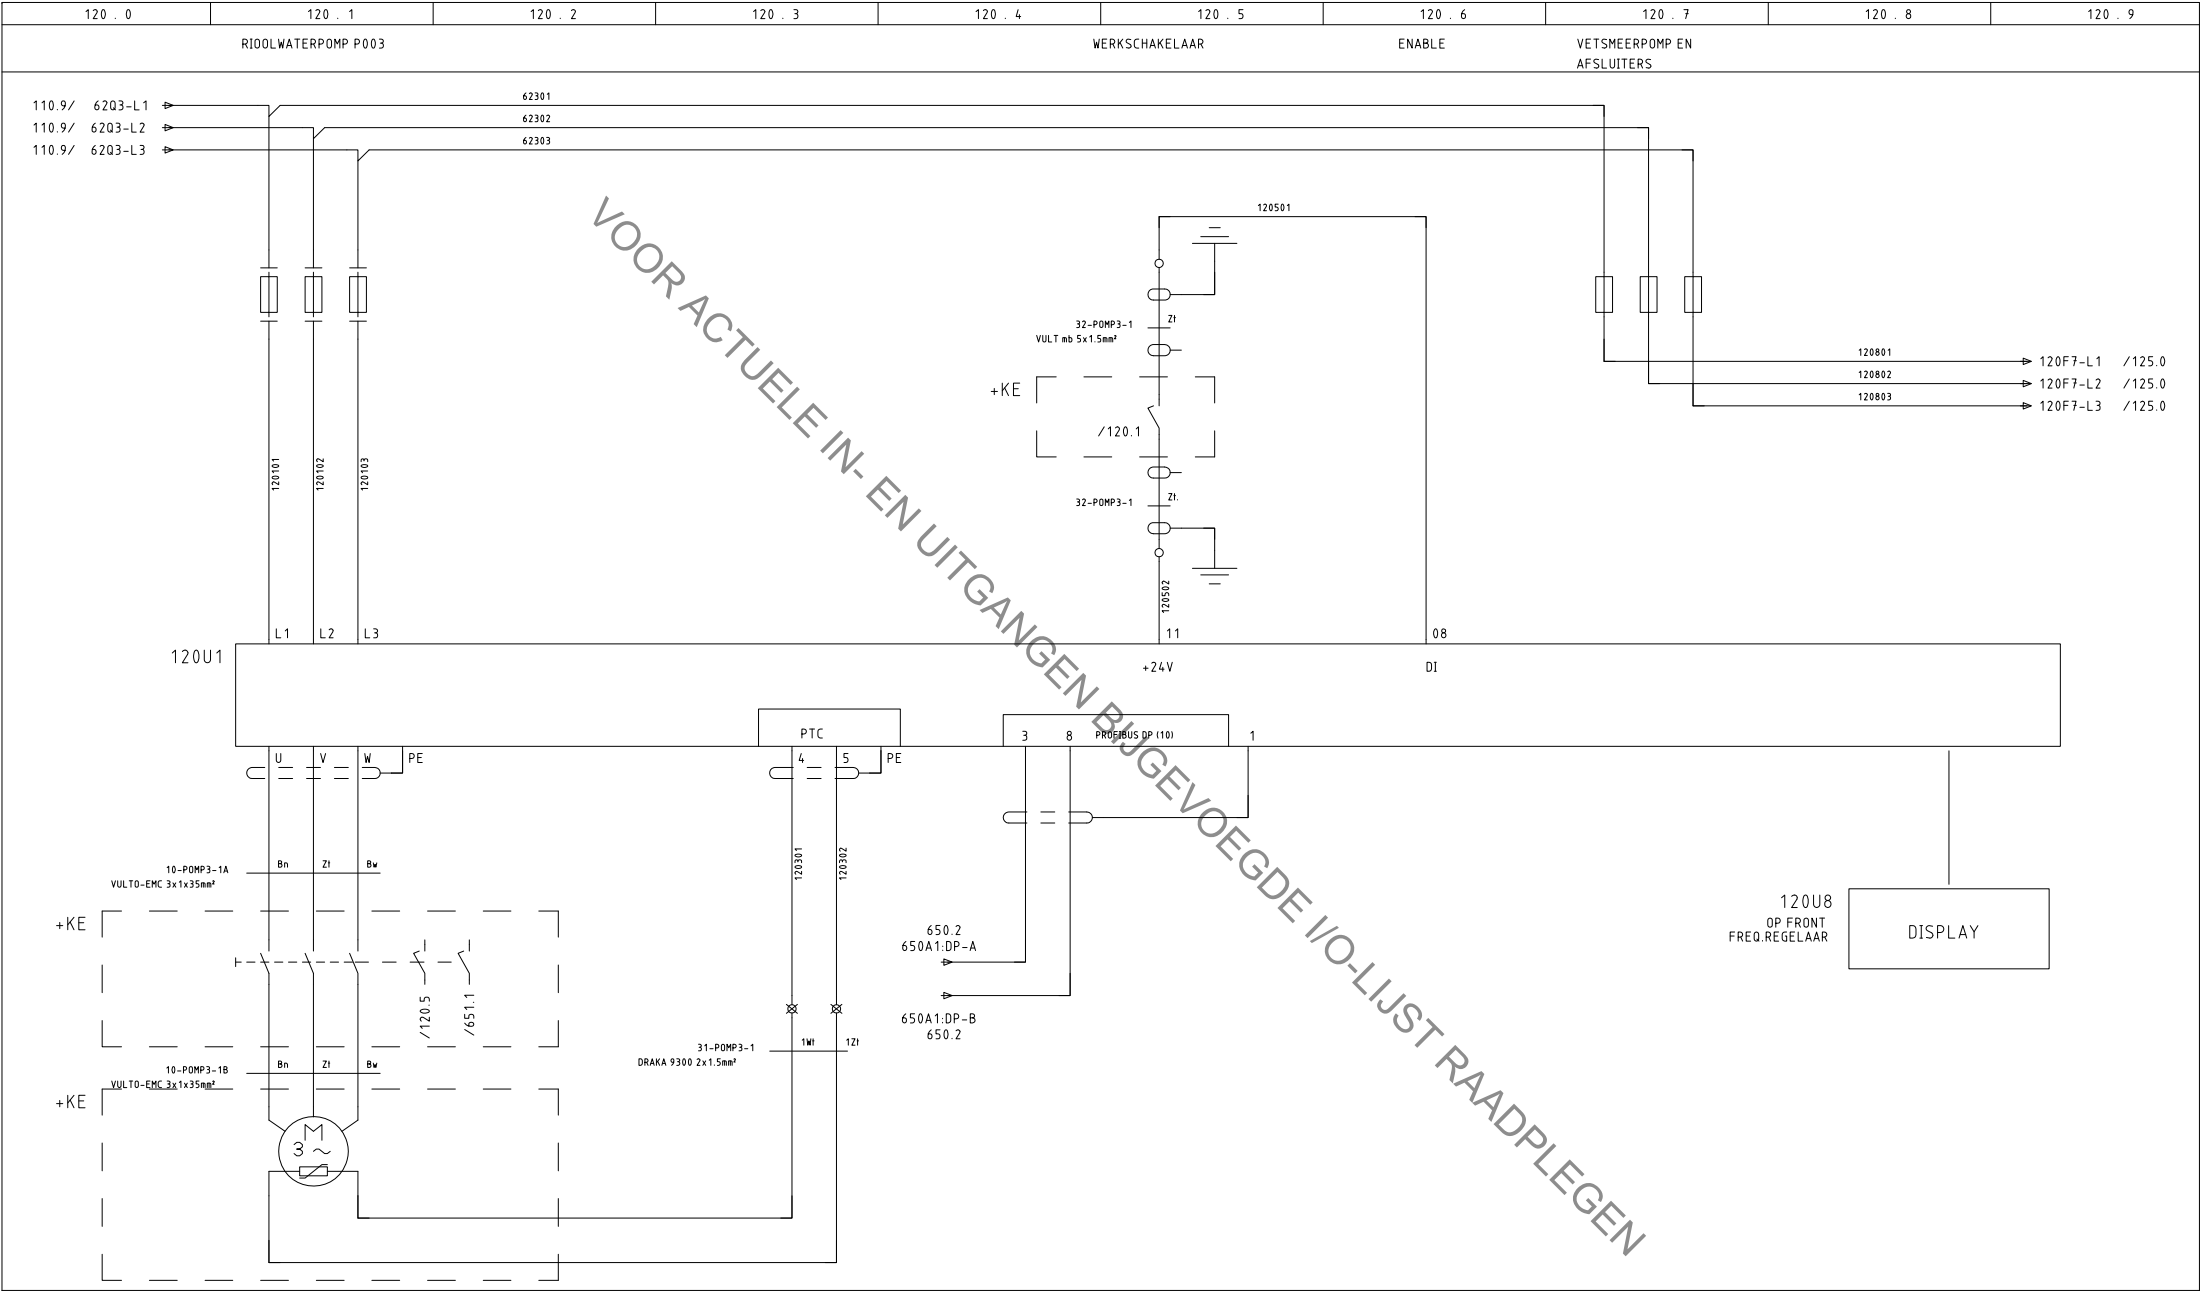 120 . 0
120 . 1
120 . 2
120 . 3
120 . 4
120 . 5
120 . 6
120 . 7
120 . 8
120 . 9
RIOOLWATERPOMP P003
WERKSCHAKELAAR
ENABLE
VETSMEERPOMP EN
AFSLUITERS
110.9/ 62Q3-L1
110.9/ 62Q3-L2
110.9/ 62Q3-L3
62301
62302
62303
120501
32-POMP3-1
Zt
VULT mb 5x1.5mm²
+KE
/120.1
32-POMP3-1
Zt.
120502
120801
120802
120803
120F7-L1 /125.0
120F7-L2 /125.0
120F7-L3 /125.0
120101
120102
120103
L1
L2
L3
11
08
120U1
+24V
DI
PTC
3
8
PROFIBUS DP (10)
1
U
V
W
PE
4
5
PE
120301
120302
10-POMP3-1A
VULTO-EMC 3x1x35mm²
Bn
Zt
Bw
+KE
/120.5
/651.1
10-POMP3-1B
VULTO-EMC 3x1x35mm²
Bn
Zt
Bw
+KE
M
3 ~
31-POMP3-1
DRAKA 9300 2x1.5mm²
1Wt
1Zt
650.2
650A1:DP-A
650A1:DP-B
650.2
120U8
OP FRONT
FREQ.REGELAAR
DISPLAY
VOOR ACTUELE IN- EN UITGANGEN BIJGEVOEGDE I/O-LIJST RAADPLEGEN